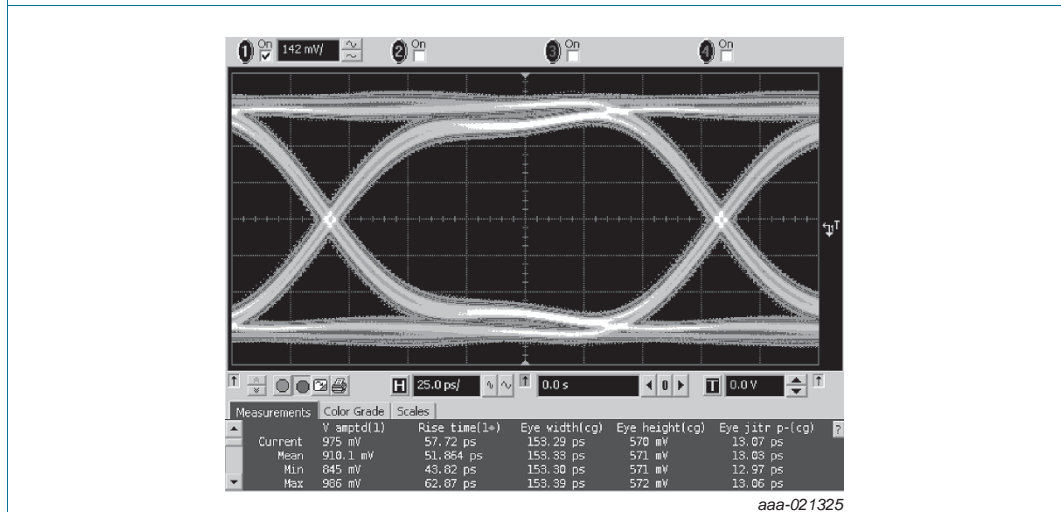 1 On 142 mV/ 2 On 3 On 4 On
T
H 25.0 ps/ 0.0 s 0 T 0.0 V
Measurements Color Grade Scales
V amptd(1) Rise time(1*) Eye width(cg) Eye height(cg) Eye jitr p-(cg) ?
Current 975 mV 57.72 ps 153.29 ps 570 mV 13.07 ps
Mean 910.1 mV 51.864 ps 153.33 ps 571 mV 13.03 ps
Min 845 mV 43.82 ps 153.30 ps 571 mV 12.97 ps
Max 986 mV 62.87 ps 153.39 ps 572 mV 13.06 ps
aaa-021325